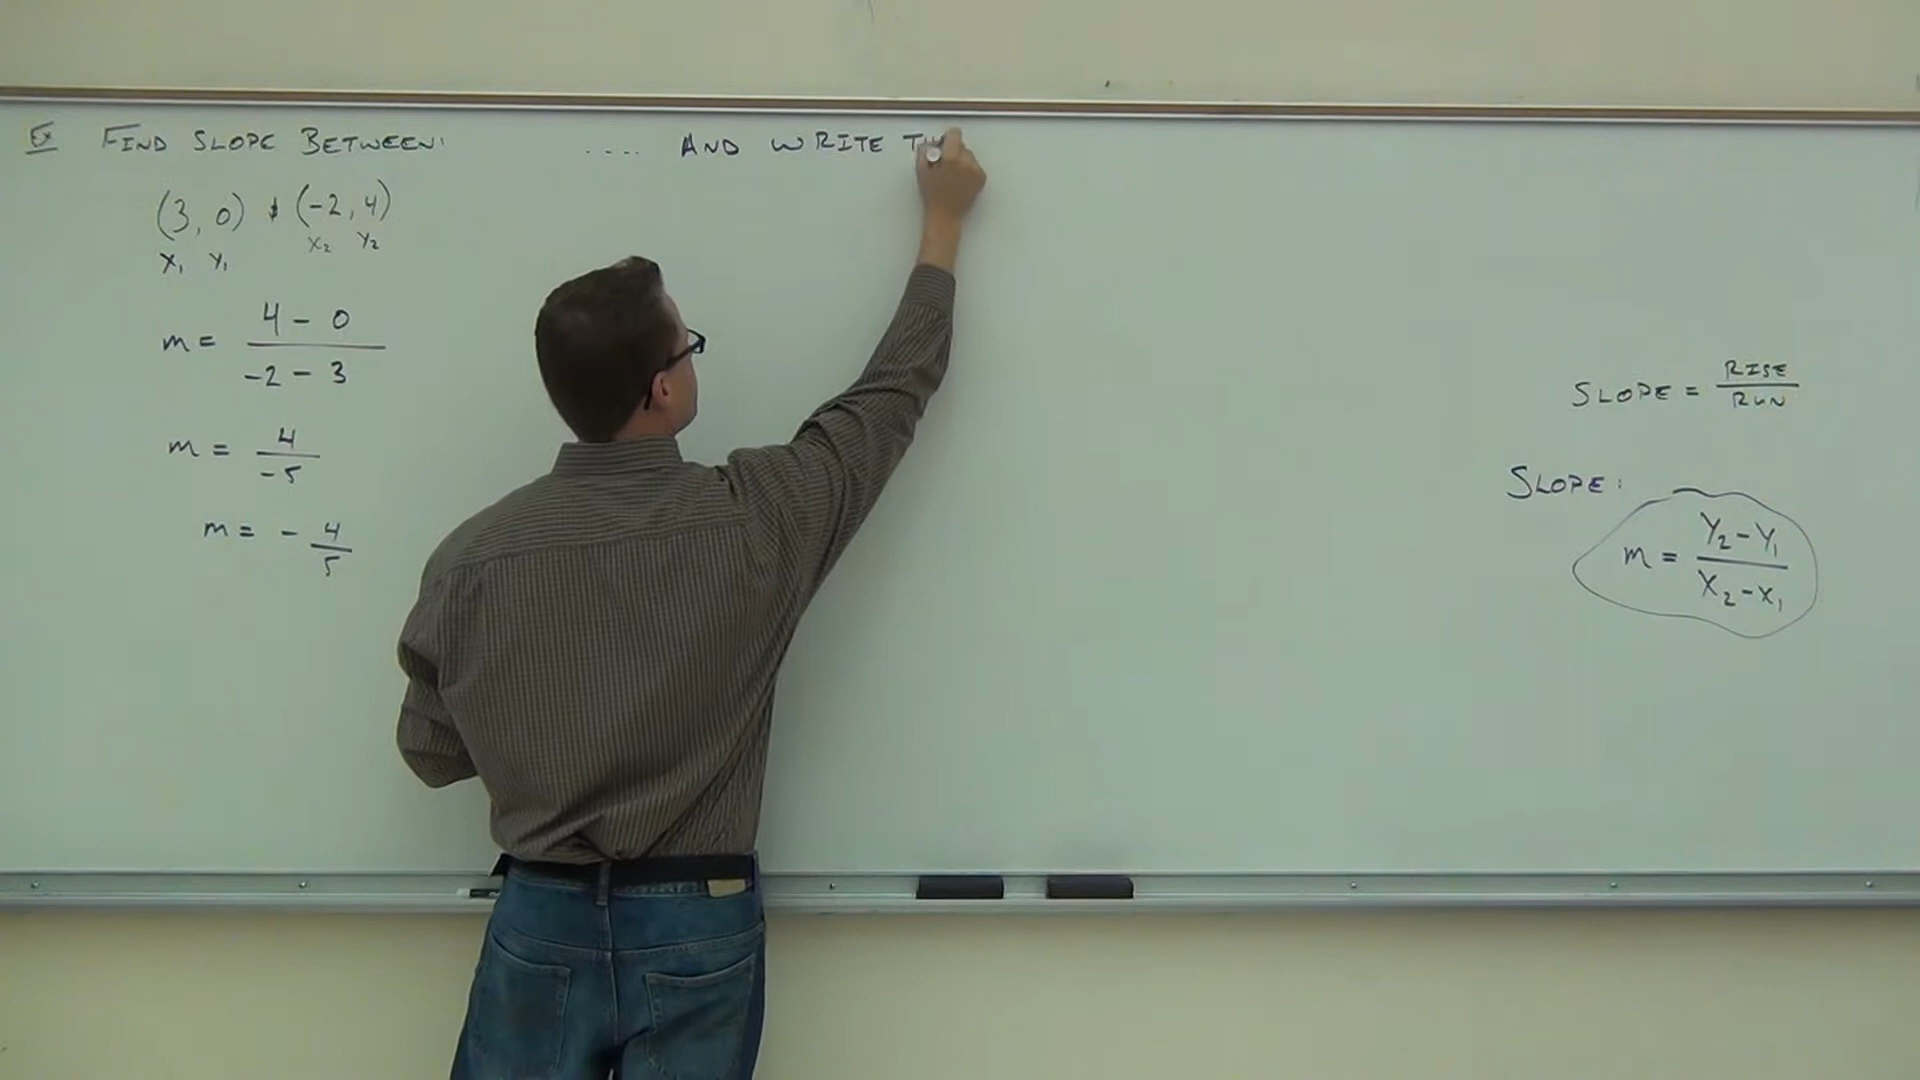 Ex FIND SLOPE BETWEEN: .... AND WRITE
(3, 0) & (-2, 4)
x₁ y₁ x₂ y₂
m = 4 - 0 / -2 - 3
m = 4 / -5
m = - 4 / 5
SLOPE = RISE / RUN
SLOPE:
m = Y₂ - Y₁ / X₂ - X₁